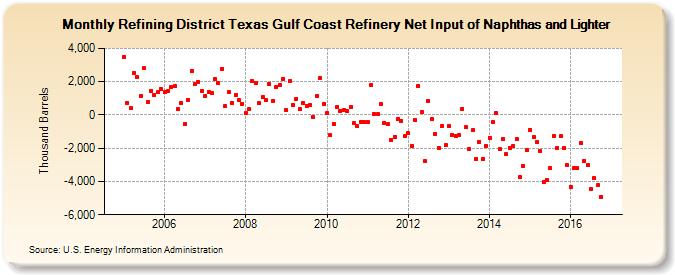 Monthly Refining District Texas Gulf Coast Refinery Net Input of Naphthas and Lighter
Thousand Barrels
4,000
2,000
0
-2,000
-4,000
-6,000
2006 2008 2010 2012 2014 2016
Source: U.S. Energy Information Administration